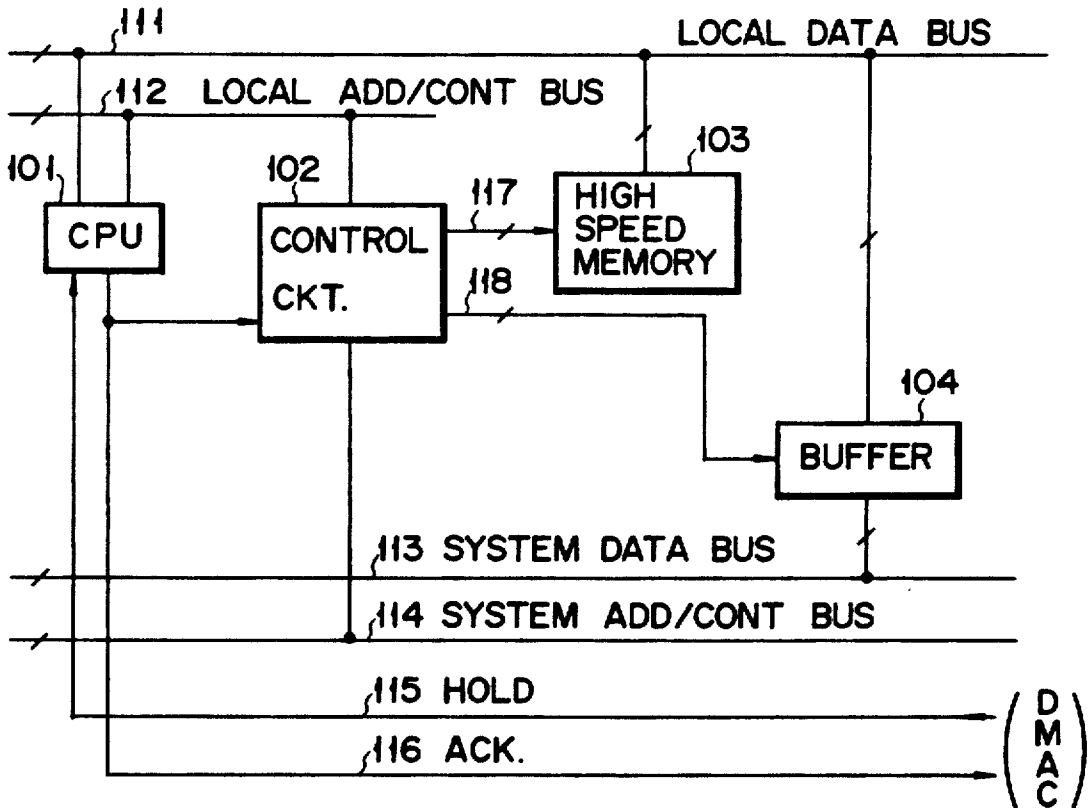 111
LOCAL DATA BUS
112 LOCAL ADD/CONT BUS
101
CPU
102
CONTROL
CKT.
117
118
103
HIGH
SPEED
MEMORY
104
BUFFER
113 SYSTEM DATA BUS
114 SYSTEM ADD/CONT BUS
115 HOLD
116 ACK.
(DMAC)